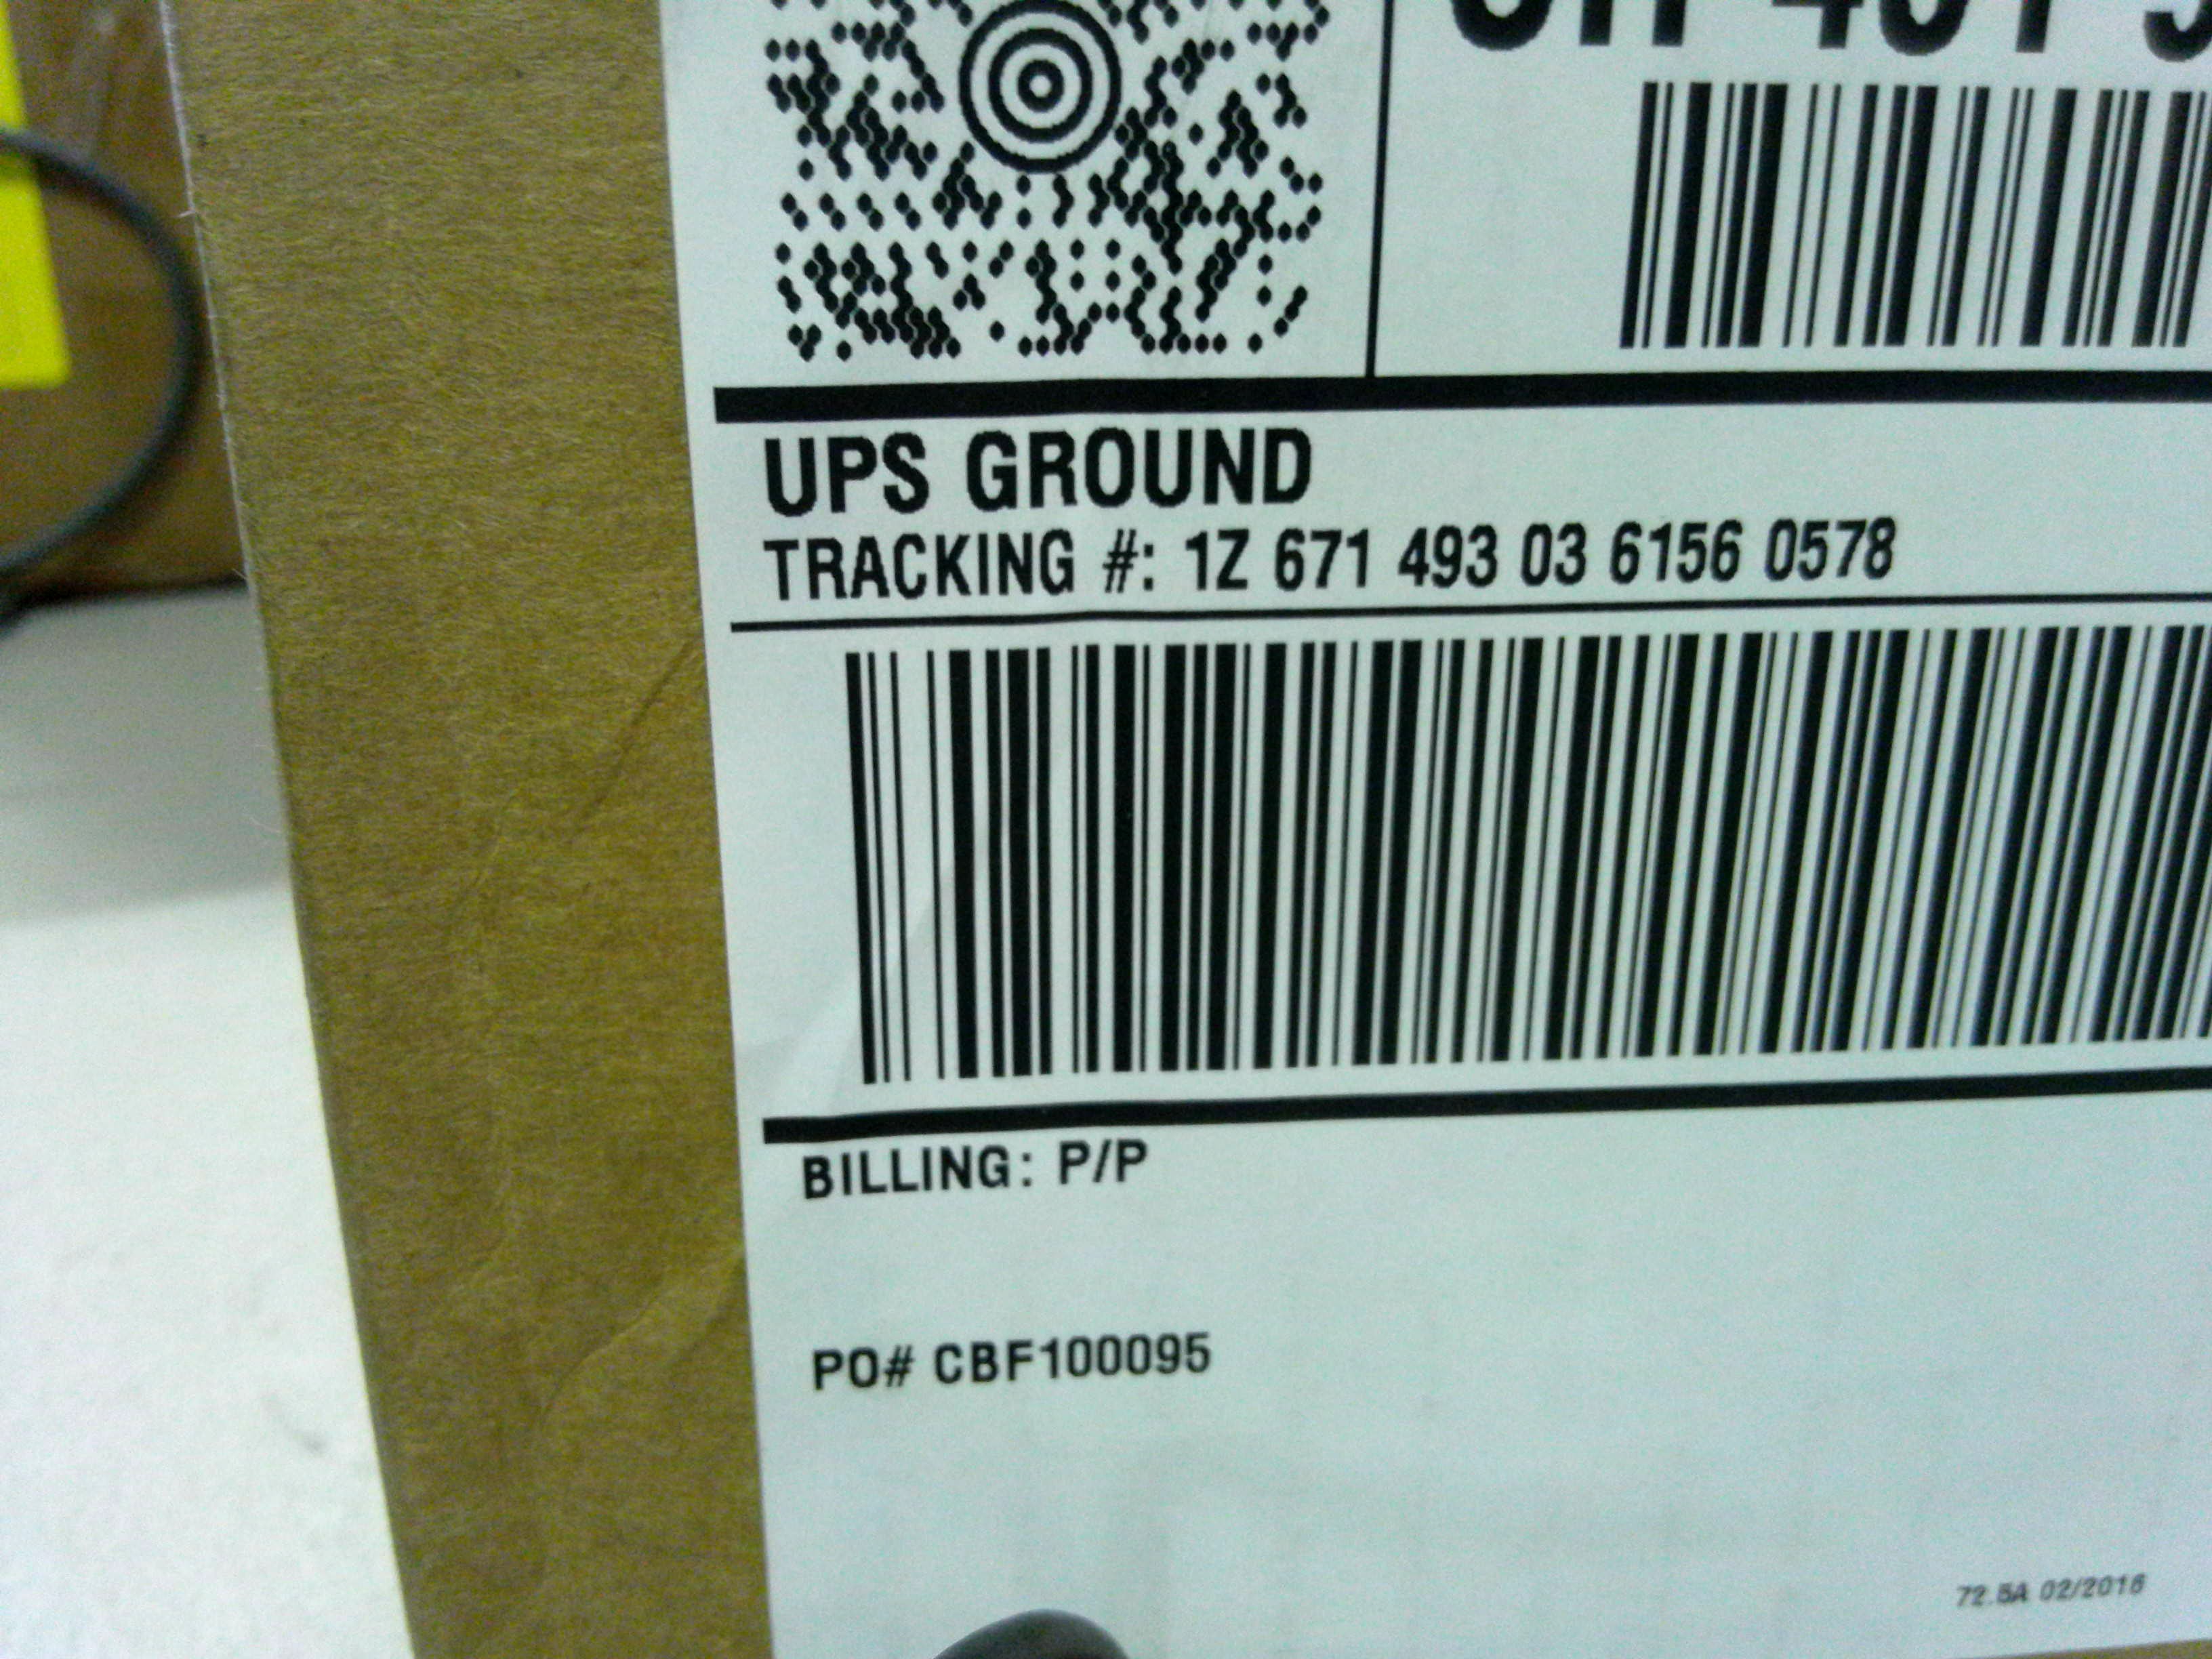 UPS GROUND
TRACKING #: 1Z 671 493 03 6156 0578
BILLING: P/P
PO# CBF100095
72.5A 02/2016